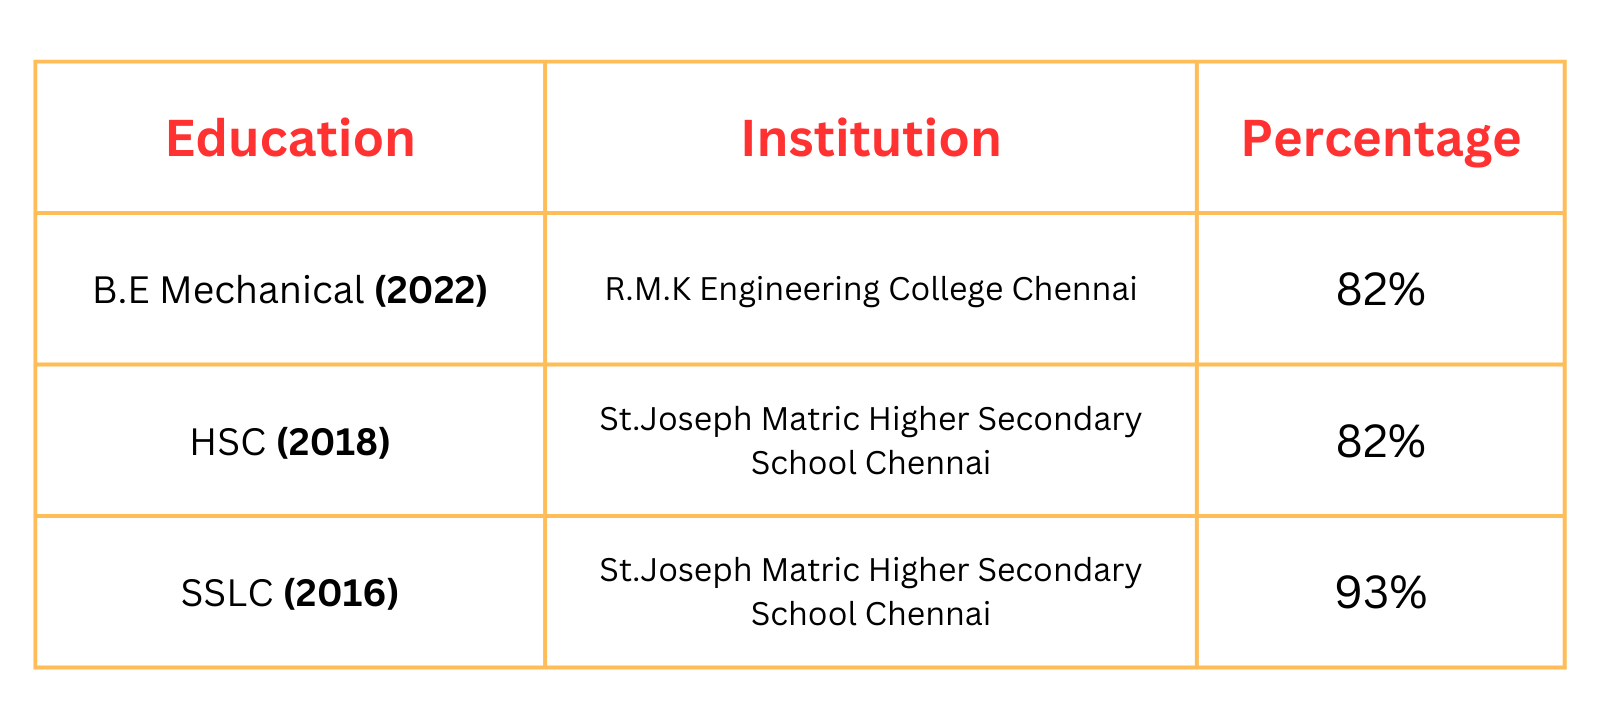 Education Institution Percentage
B.E Mechanical (2022) R.M.K Engineering College Chennai 82%
HSC (2018) St.Joseph Matric Higher Secondary
School Chennai 82%
SSLC (2016) St.Joseph Matric Higher Secondary
School Chennai 93%